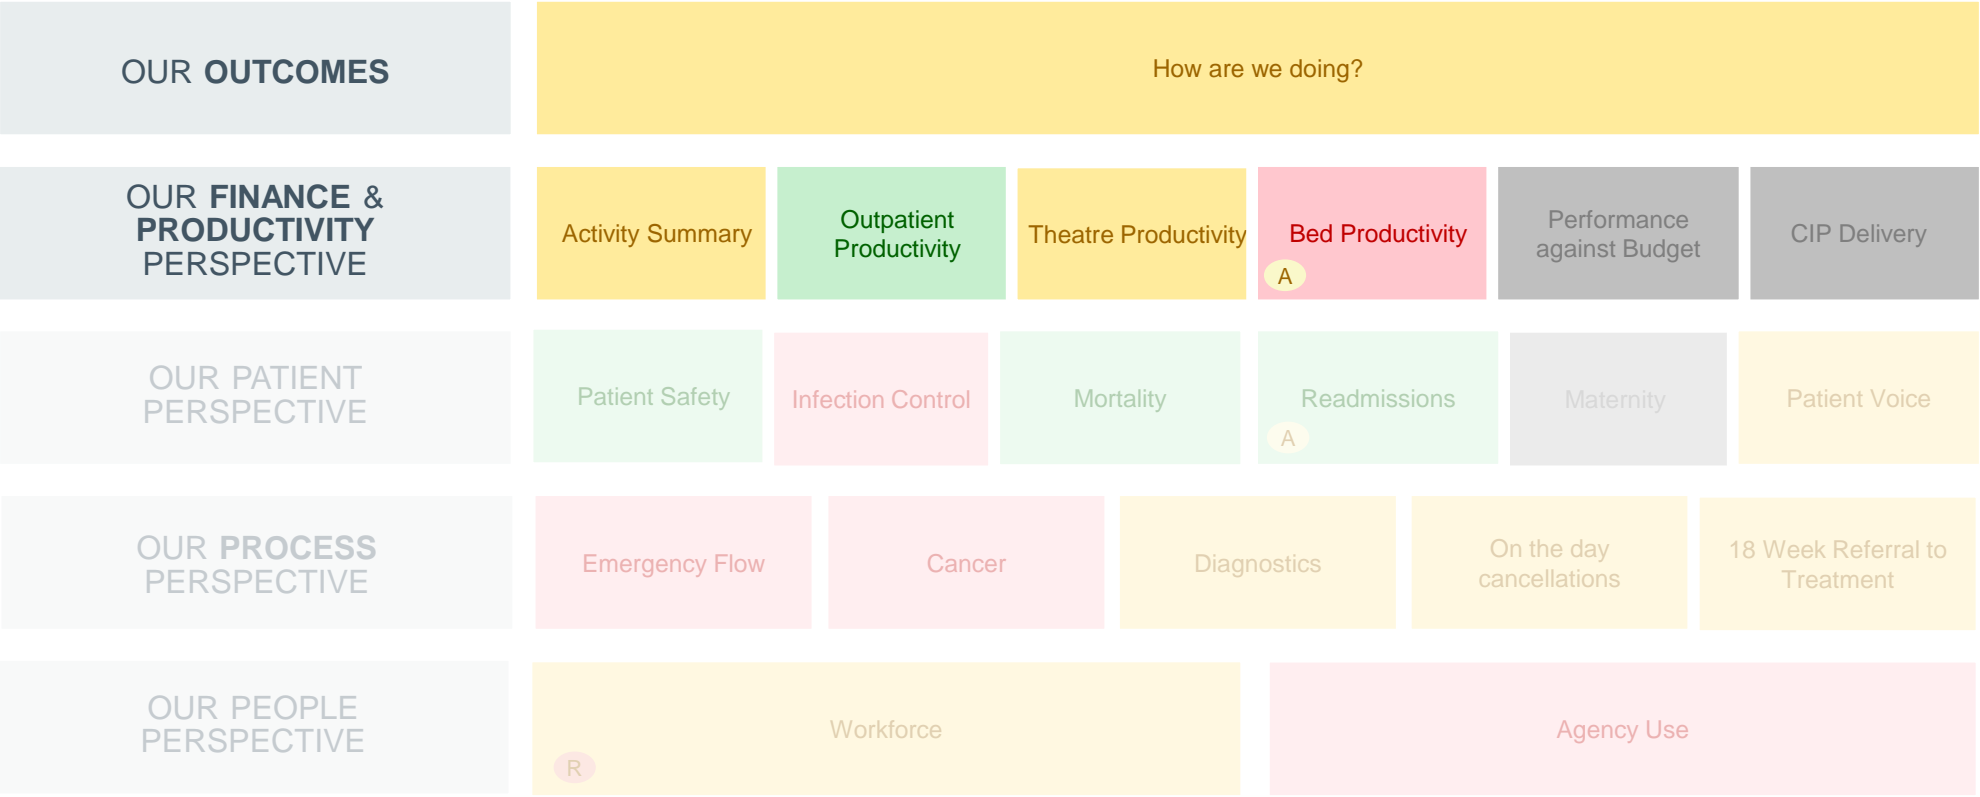 OUR OUTCOMES
How are we doing?
OUR FINANCE &
PRODUCTIVITY
PERSPECTIVE
Activity Summary
Outpatient
Productivity
Theatre Productivity
Bed Productivity
A
Performance
against Budget
CIP Delivery
OUR PATIENT
PERSPECTIVE
Patient Safety
Infection Control
Mortality
Readmissions
A
Maternity
Patient Voice
OUR PROCESS
PERSPECTIVE
Emergency Flow
Cancer
Diagnostics
On the day
cancellations
18 Week Referral to
Treatment
OUR PEOPLE
PERSPECTIVE
Workforce
R
Agency Use